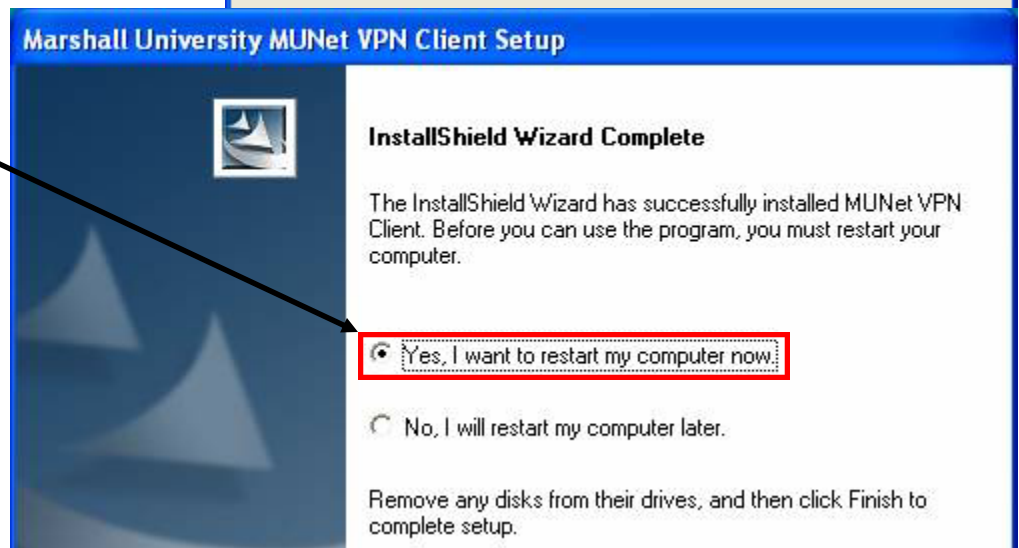 Marshall University MUNet VPN Client Setup
InstallShield Wizard Complete
The InstallShield Wizard has successfully installed MUNet VPN
Client. Before you can use the program, you must restart your
computer.
Yes, I want to restart my computer now.
No, I will restart my computer later.
Remove any disks from their drives, and then click Finish to
complete setup.